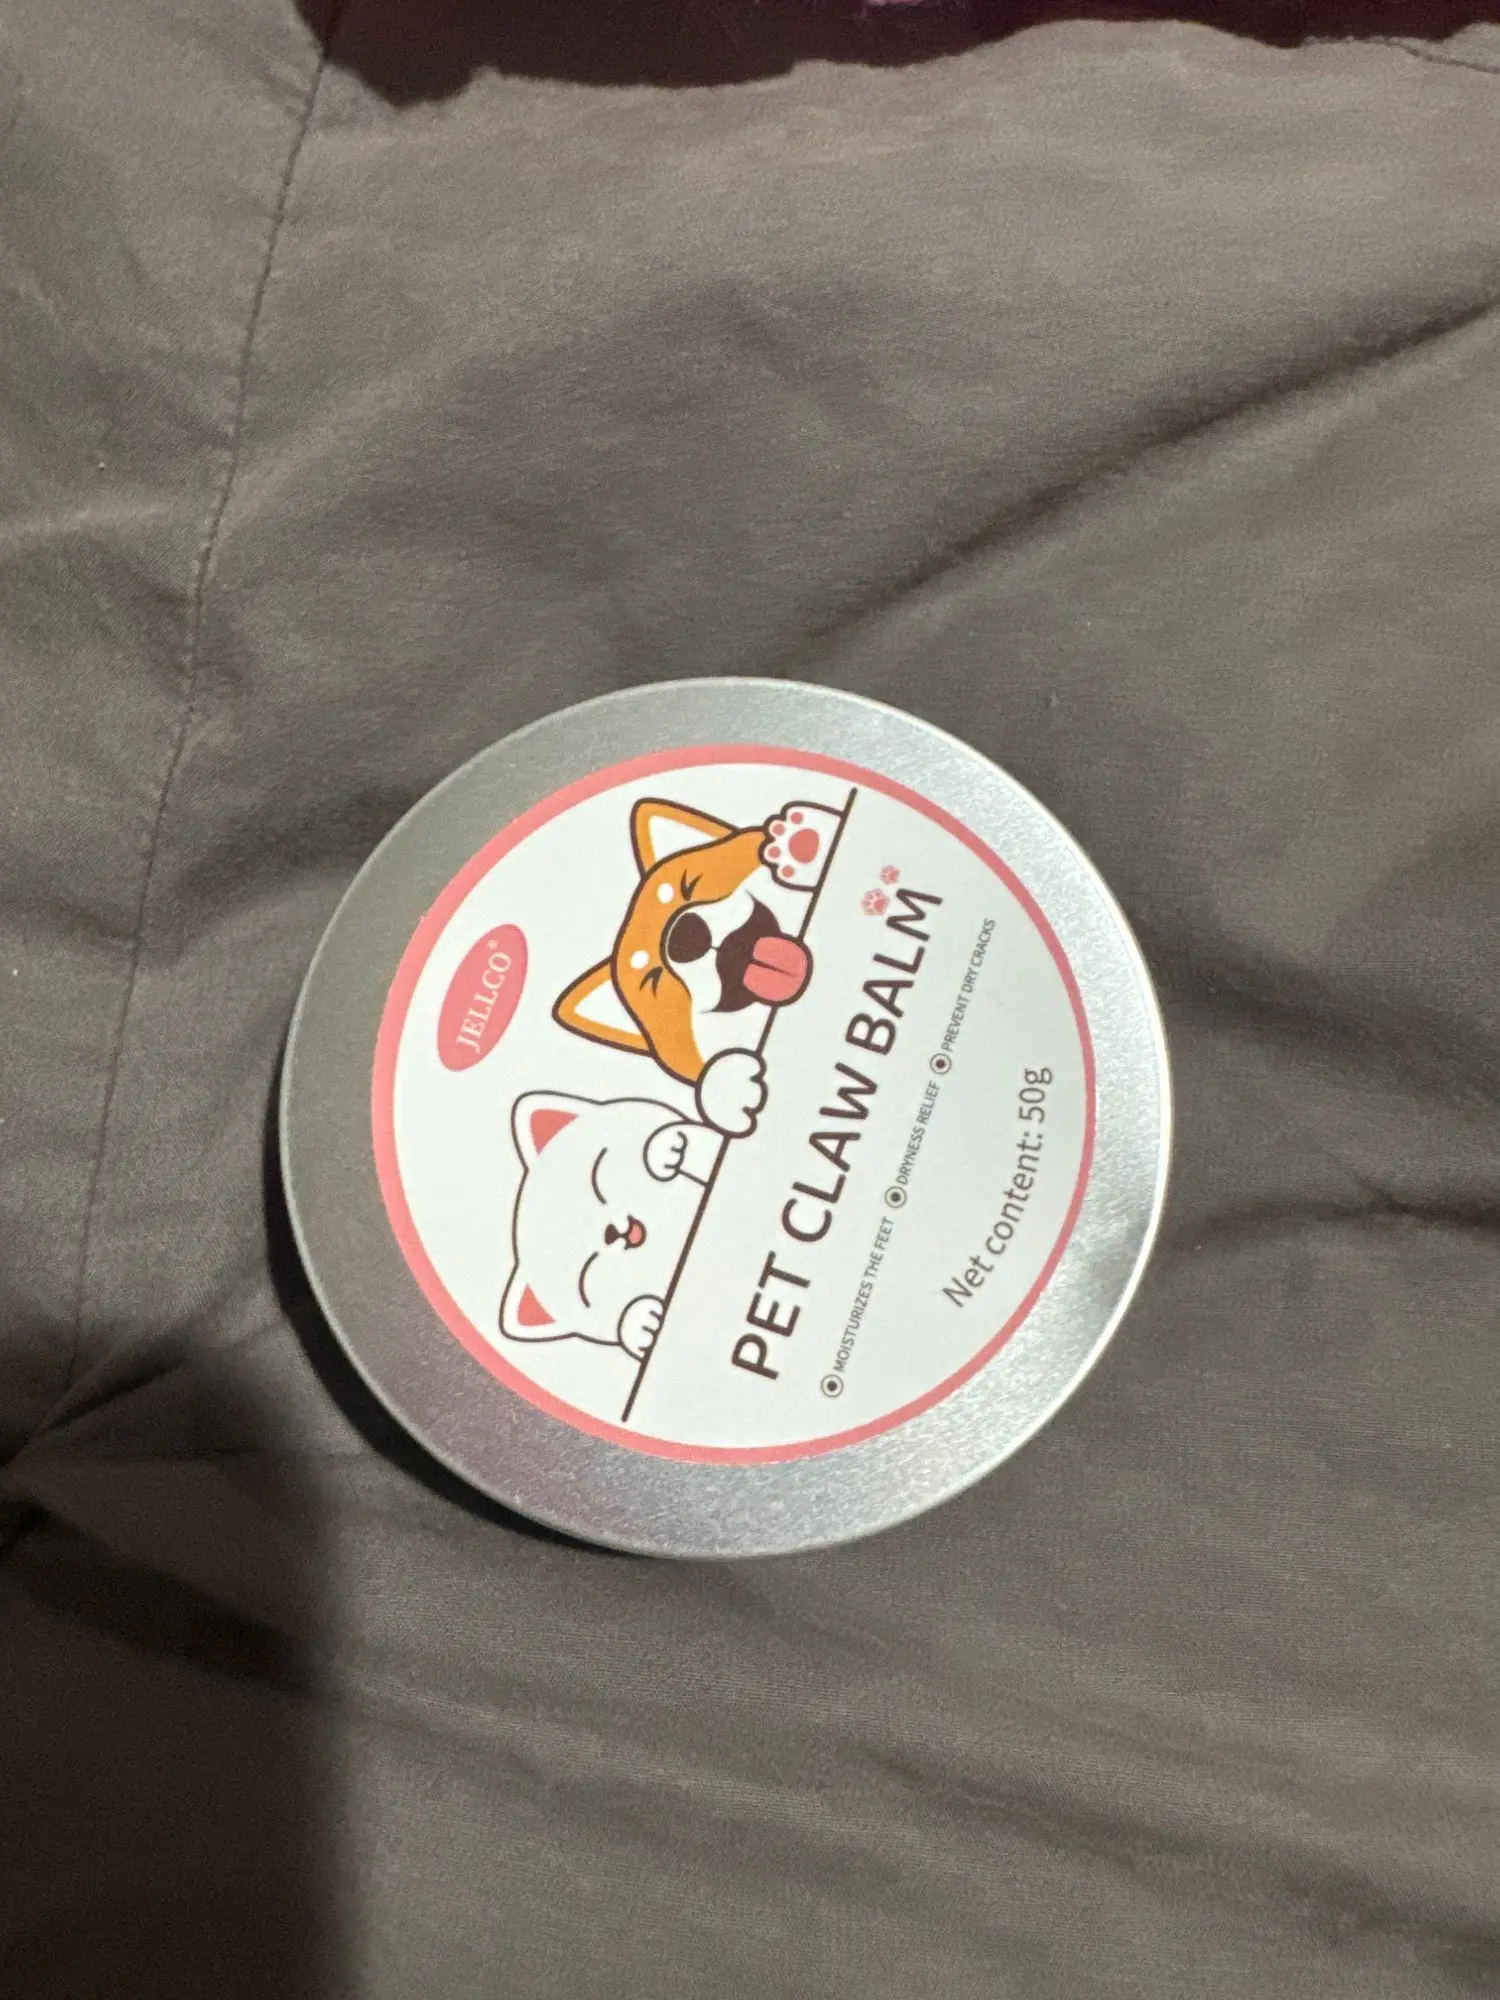 JELLCO®
PET CLAW BALM
MOISTURIZES THE FEET DRYNESS RELIEF PREVENT DRY CRACKS
Net content: 50g